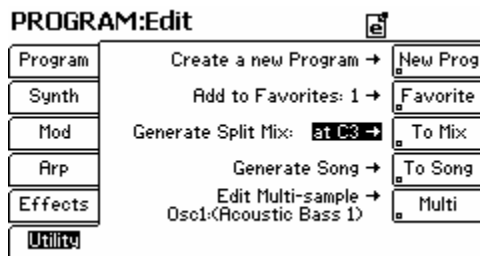 PROGRAM:Edit e
Program Create a new Program → New Prog
Synth Add to Favorites: 1 → Favorite
Mod Generate Split Mix: at C3 → To Mix
Arp Generate Song → To Song
Effects Edit Multi-sample → Multi
Osc1:(Acoustic Bass 1)
Utility